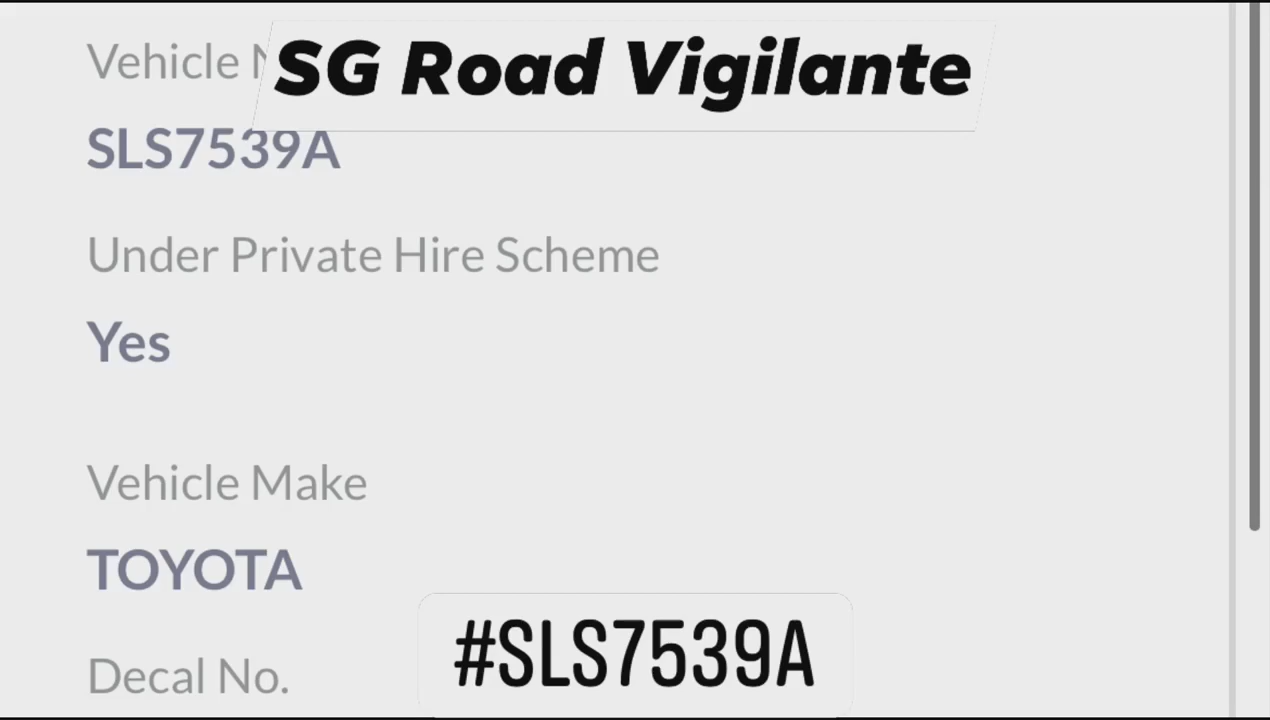 Vehicle
SG Road Vigilante
SLS7539A
Under Private Hire Scheme
Yes
Vehicle Make
TOYOTA
Decal No.
#SLS7539A